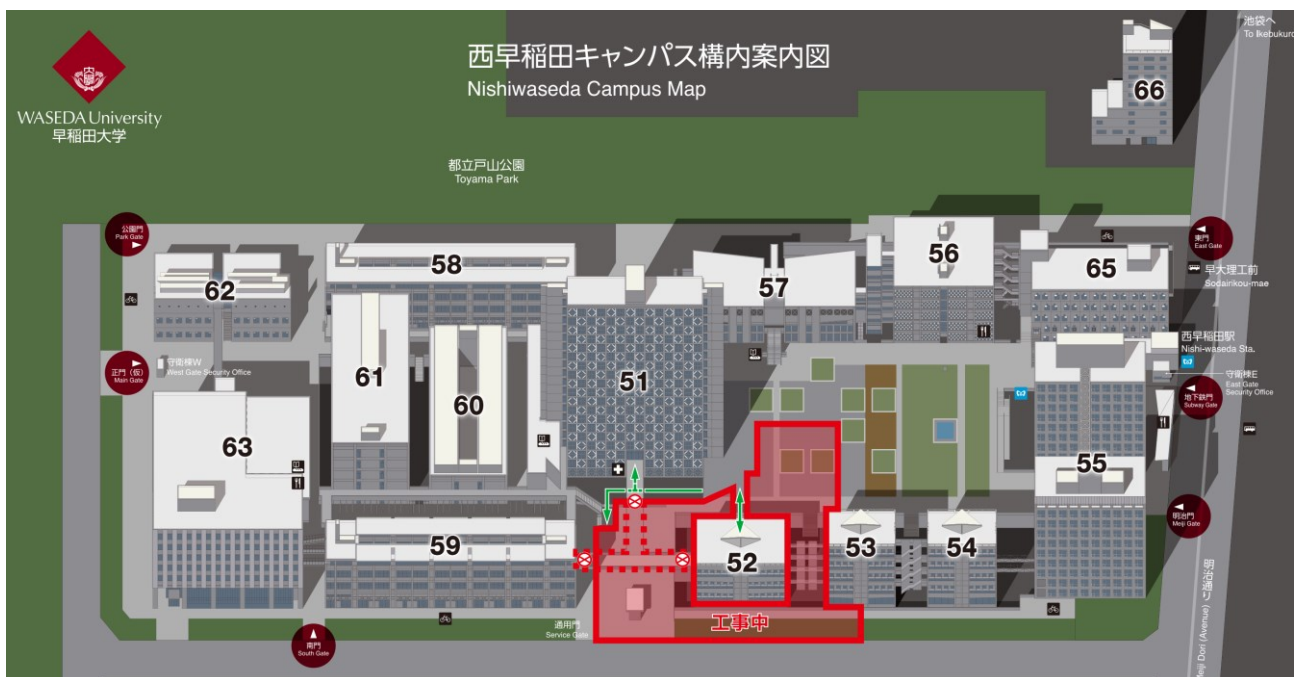 西早稲田キャンパス構内案内図
Nishiwaseda Campus Map
WASEDA University
早稲田大学
池袋へ
To Ikebukuro
66
都立戸山公園
Toyama Park
公園門
Park Gate
東門
East Gate
早大理工前
Sodairikou-mae
62
58
57
56
65
西早稲田駅
Nishi-waseda Sta.
守衛棟E
East Gate
Security Office
正門(仮)
Main Gate
守衛棟W
West Gate Security Office
地下鉄門
Subway Gate
61
60
51
63
55
明治門
Meiji Gate
59
52
53
54
明治通り
Meiji Dori (Avenue)
工事中
通用門
Service Gate
南門
South Gate